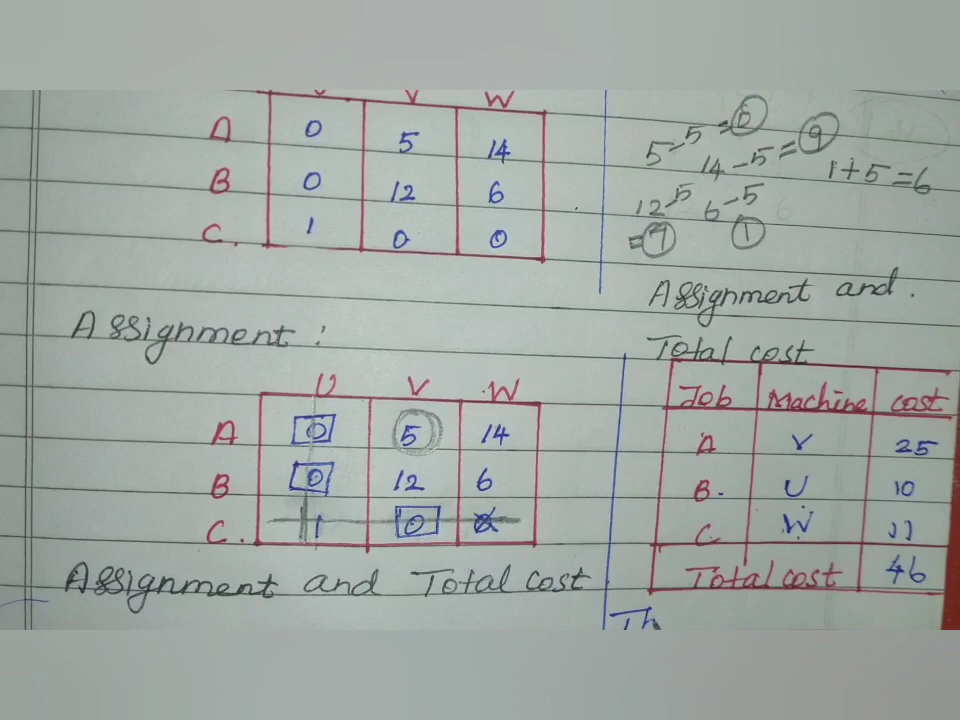 V W
A 0 5 14
B 0 12 6
C. 1 0 0
5-5=0
14-5=9
1+5=6
12-5 6-5
=7 1
Assignment and.
Total cost
Assignment :
U V W
A 0 5 14
B 0 12 6
C. 1 0
Assignment and Total cost
Job Machine cost
A V 25
B. U 10
C W 11
Total cost 46
Th